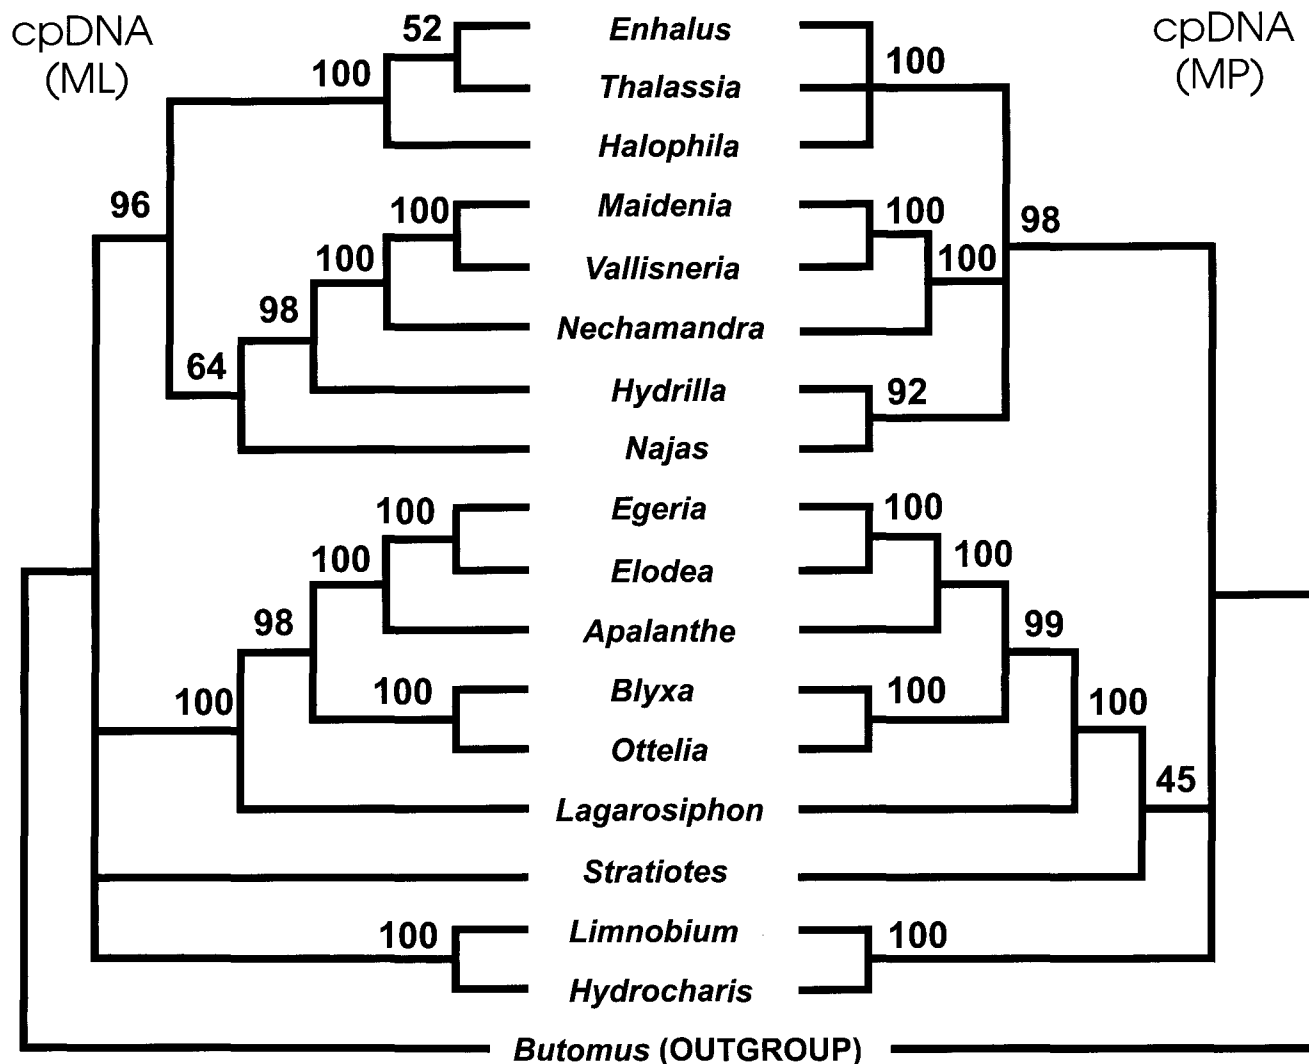 cpDNA
(ML)
cpDNA
(MP)
52
Enhalus
100
Thalassia
100
Halophila
96
100
Maidenia
100
98
100
Vallisneria
100
98
Nechamandra
64
Hydrilla
92
Najas
100
Egeria
100
100
Elodea
100
98
Apalanthe
99
100
100
Blyxa
100
100
Ottelia
45
Lagarosiphon
Stratiotes
100
Limnobium
100
Hydrocharis
Butomus (OUTGROUP)